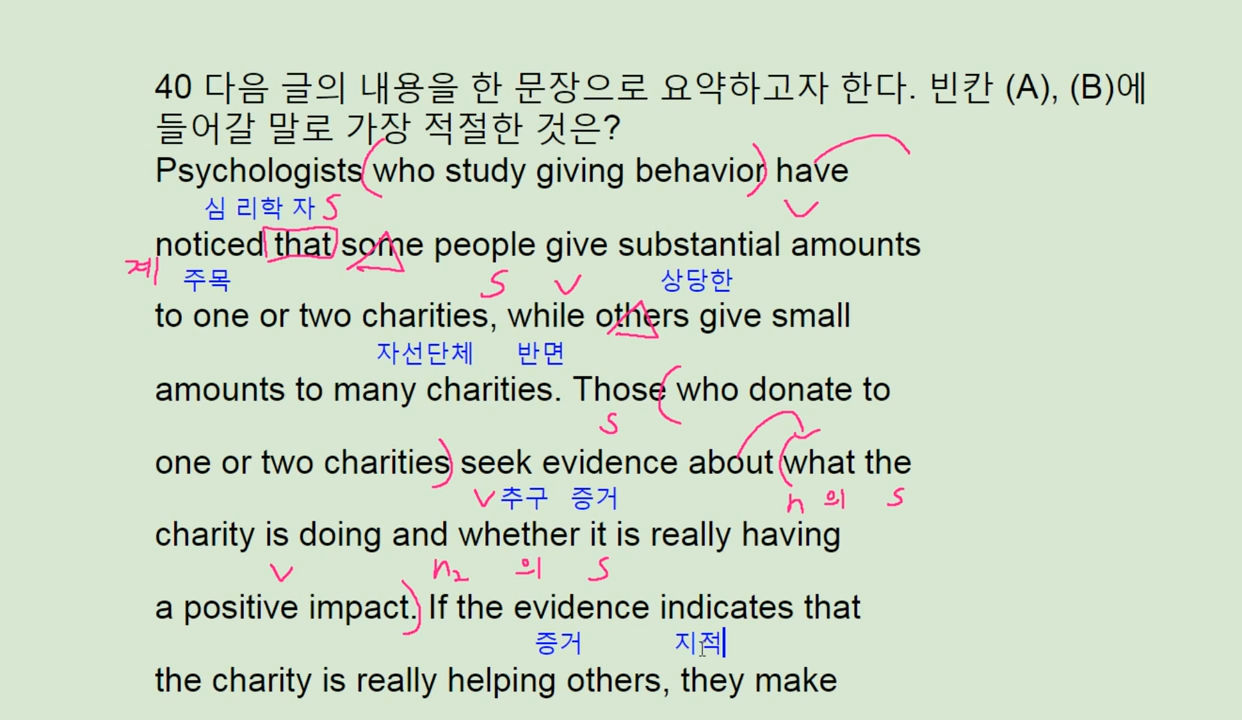 40 다음 글의 내용을 한 문장으로 요약하고자 한다. 빈칸 (A), (B)에
들어갈 말로 가장 적절한 것은?
Psychologists (who study giving behavior) have
심 리학 자 S V
noticed that some people give substantial amounts
계 주목 S V 상당한
to one or two charities, while others give small
자선단체 반면
amounts to many charities. Those (who donate to
S
one or two charities) seek evidence about (what the
V 추구 증거 n 의 S
charity is doing and whether it is really having
V n2 의 S
a positive impact.) If the evidence indicates that
증거 지적
the charity is really helping others, they make